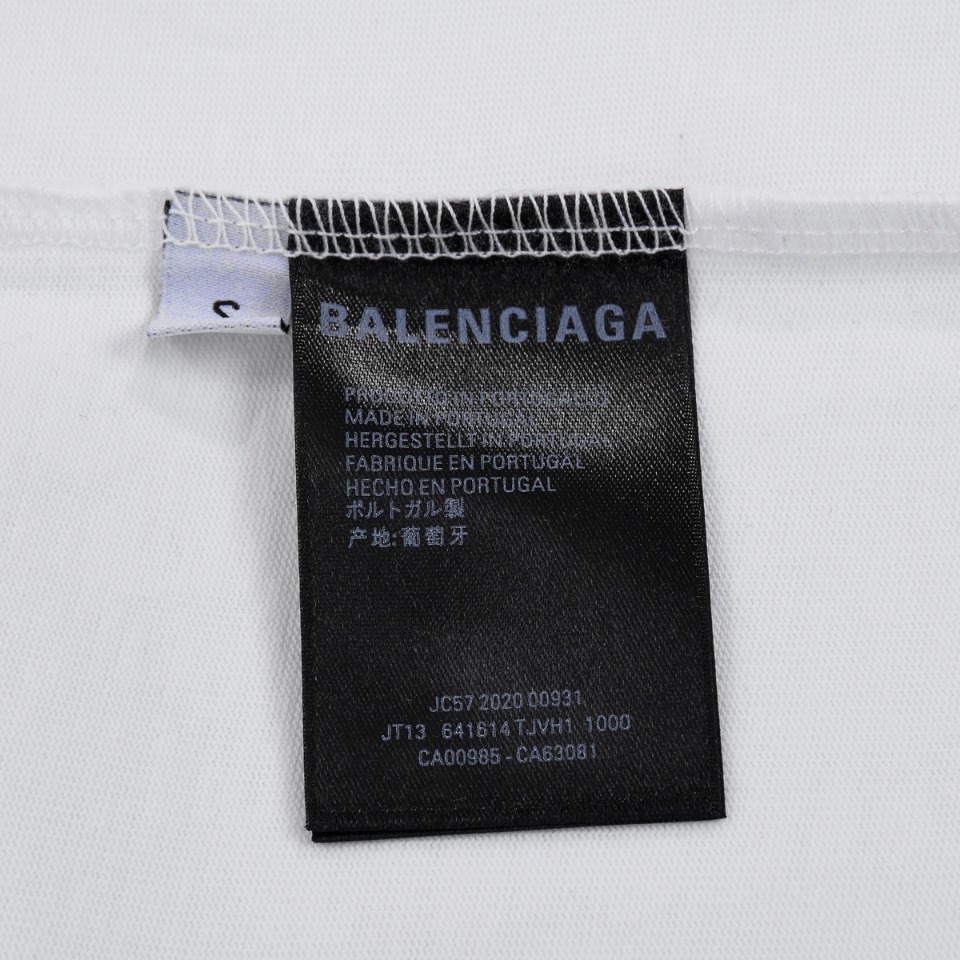 BALENCIAGA
MADE IN PORTUGAL
HERGESTELLT IN PORTUGAL
FABRIQUE EN PORTUGAL
HECHO EN PORTUGAL
ポルトガル製
产地:葡萄牙
JC57 2020 00931
JT13 641614 TJVH1 1000
CA00985 - CA63081